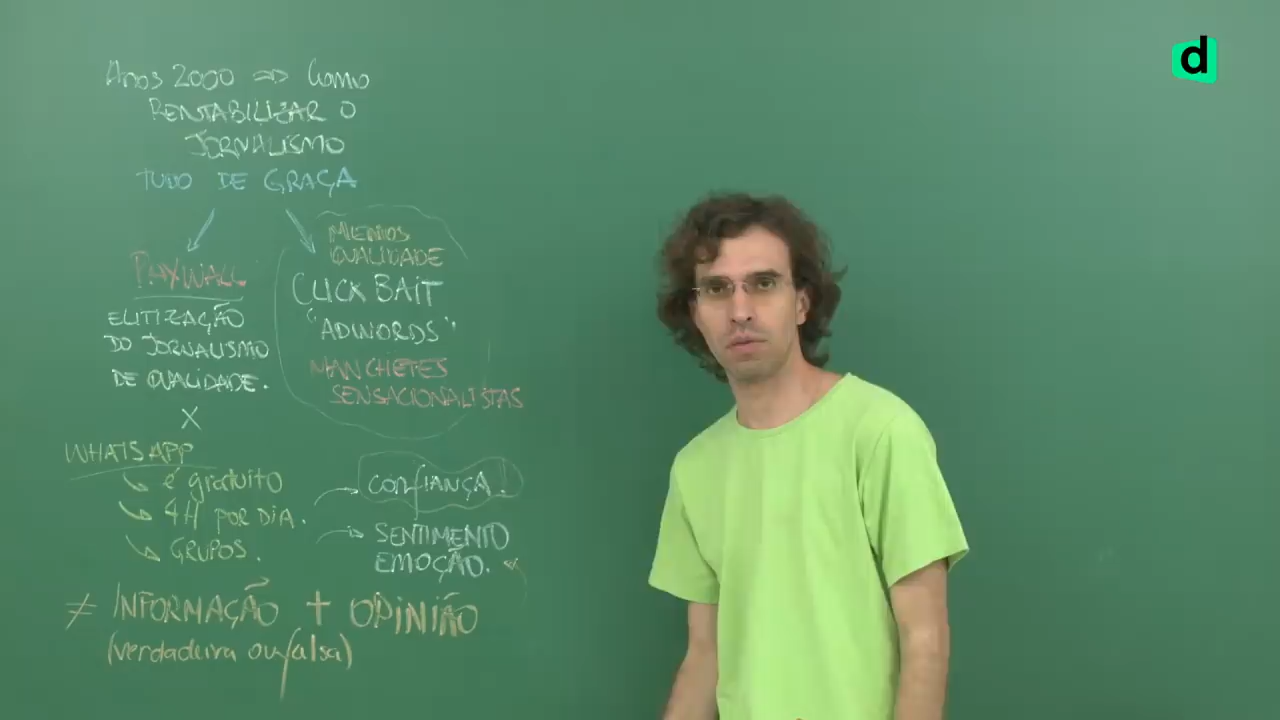 Anos 2000 => Como
RENTABILIZAR O
JORNALISMO
TUDO DE GRAÇA
PAYWALL
ELITIZAÇÃO
DO JORNALISMO
DE QUALIDADE.
X
MENOS
QUALIDADE
CLICK BAIT
"ADWORDS"
MANCHETES
SENSACIONALISTAS
WHATSAPP
é gratuito
4H POR DIA.
GRUPOS.
CONFIANÇA!
SENTIMENTO
EMOÇÃO.
≠ INFORMAÇÃO + OPINIÃO
(verdadeira ou falsa)
d